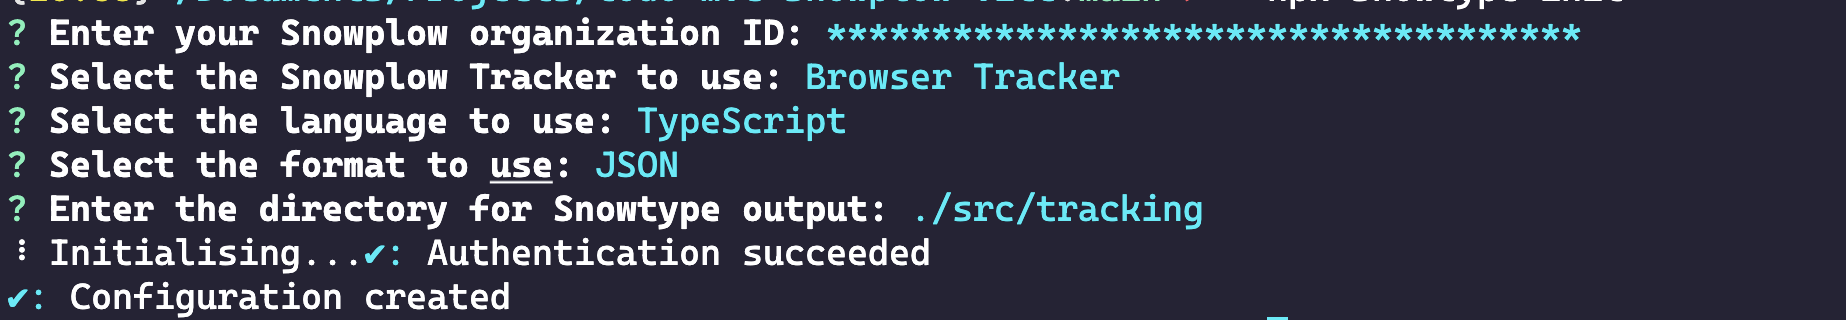 ? Enter your Snowplow organization ID: ************************************
? Select the Snowplow Tracker to use: Browser Tracker
? Select the language to use: TypeScript
? Select the format to use: JSON
? Enter the directory for Snowtype output: ./src/tracking
⠸ Initialising...✔: Authentication succeeded
✔: Configuration created